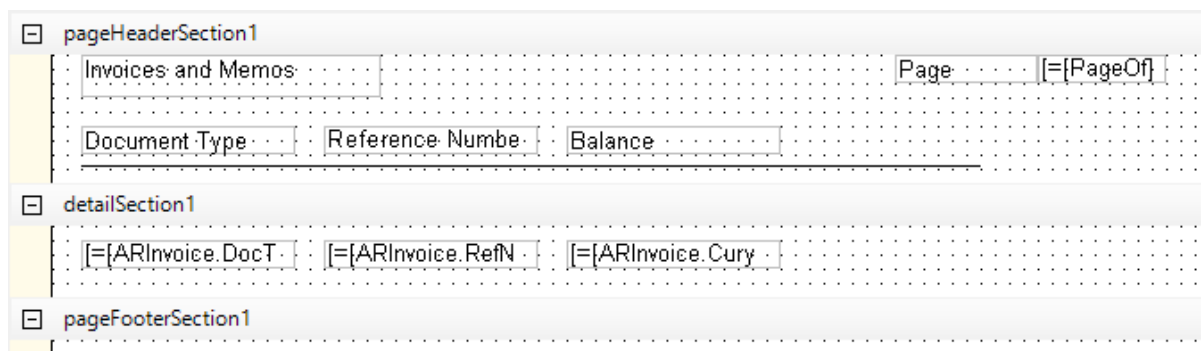 pageHeaderSection1
Invoices and Memos Page [=[PageOf]
Document Type Reference Numbe Balance
detailSection1
[=[ARInvoice.DocT [=[ARInvoice.RefN [=[ARInvoice.Cury
pageFooterSection1